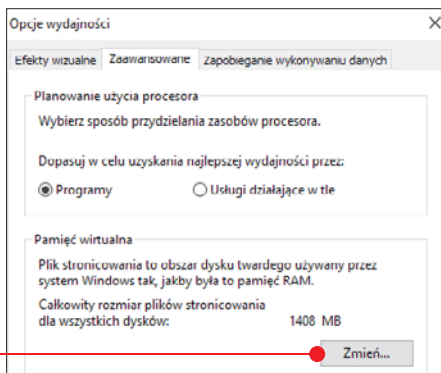 Opcje wydajności
Efekty wizualne Zaawansowane Zapobieganie wykonywaniu danych
Planowanie użycia procesora
Wybierz sposób przydzielania zasobów procesora.
Dopasuj w celu uzyskania najlepszej wydajności przez:
Programy Usługi działające w tle
Pamięć wirtualna
Plik stronicowania to obszar dysku twardego używany przez
system Windows tak, jakby była to pamięć RAM.
Całkowity rozmiar plików stronicowania
dla wszystkich dysków: 1408 MB
Zmień...